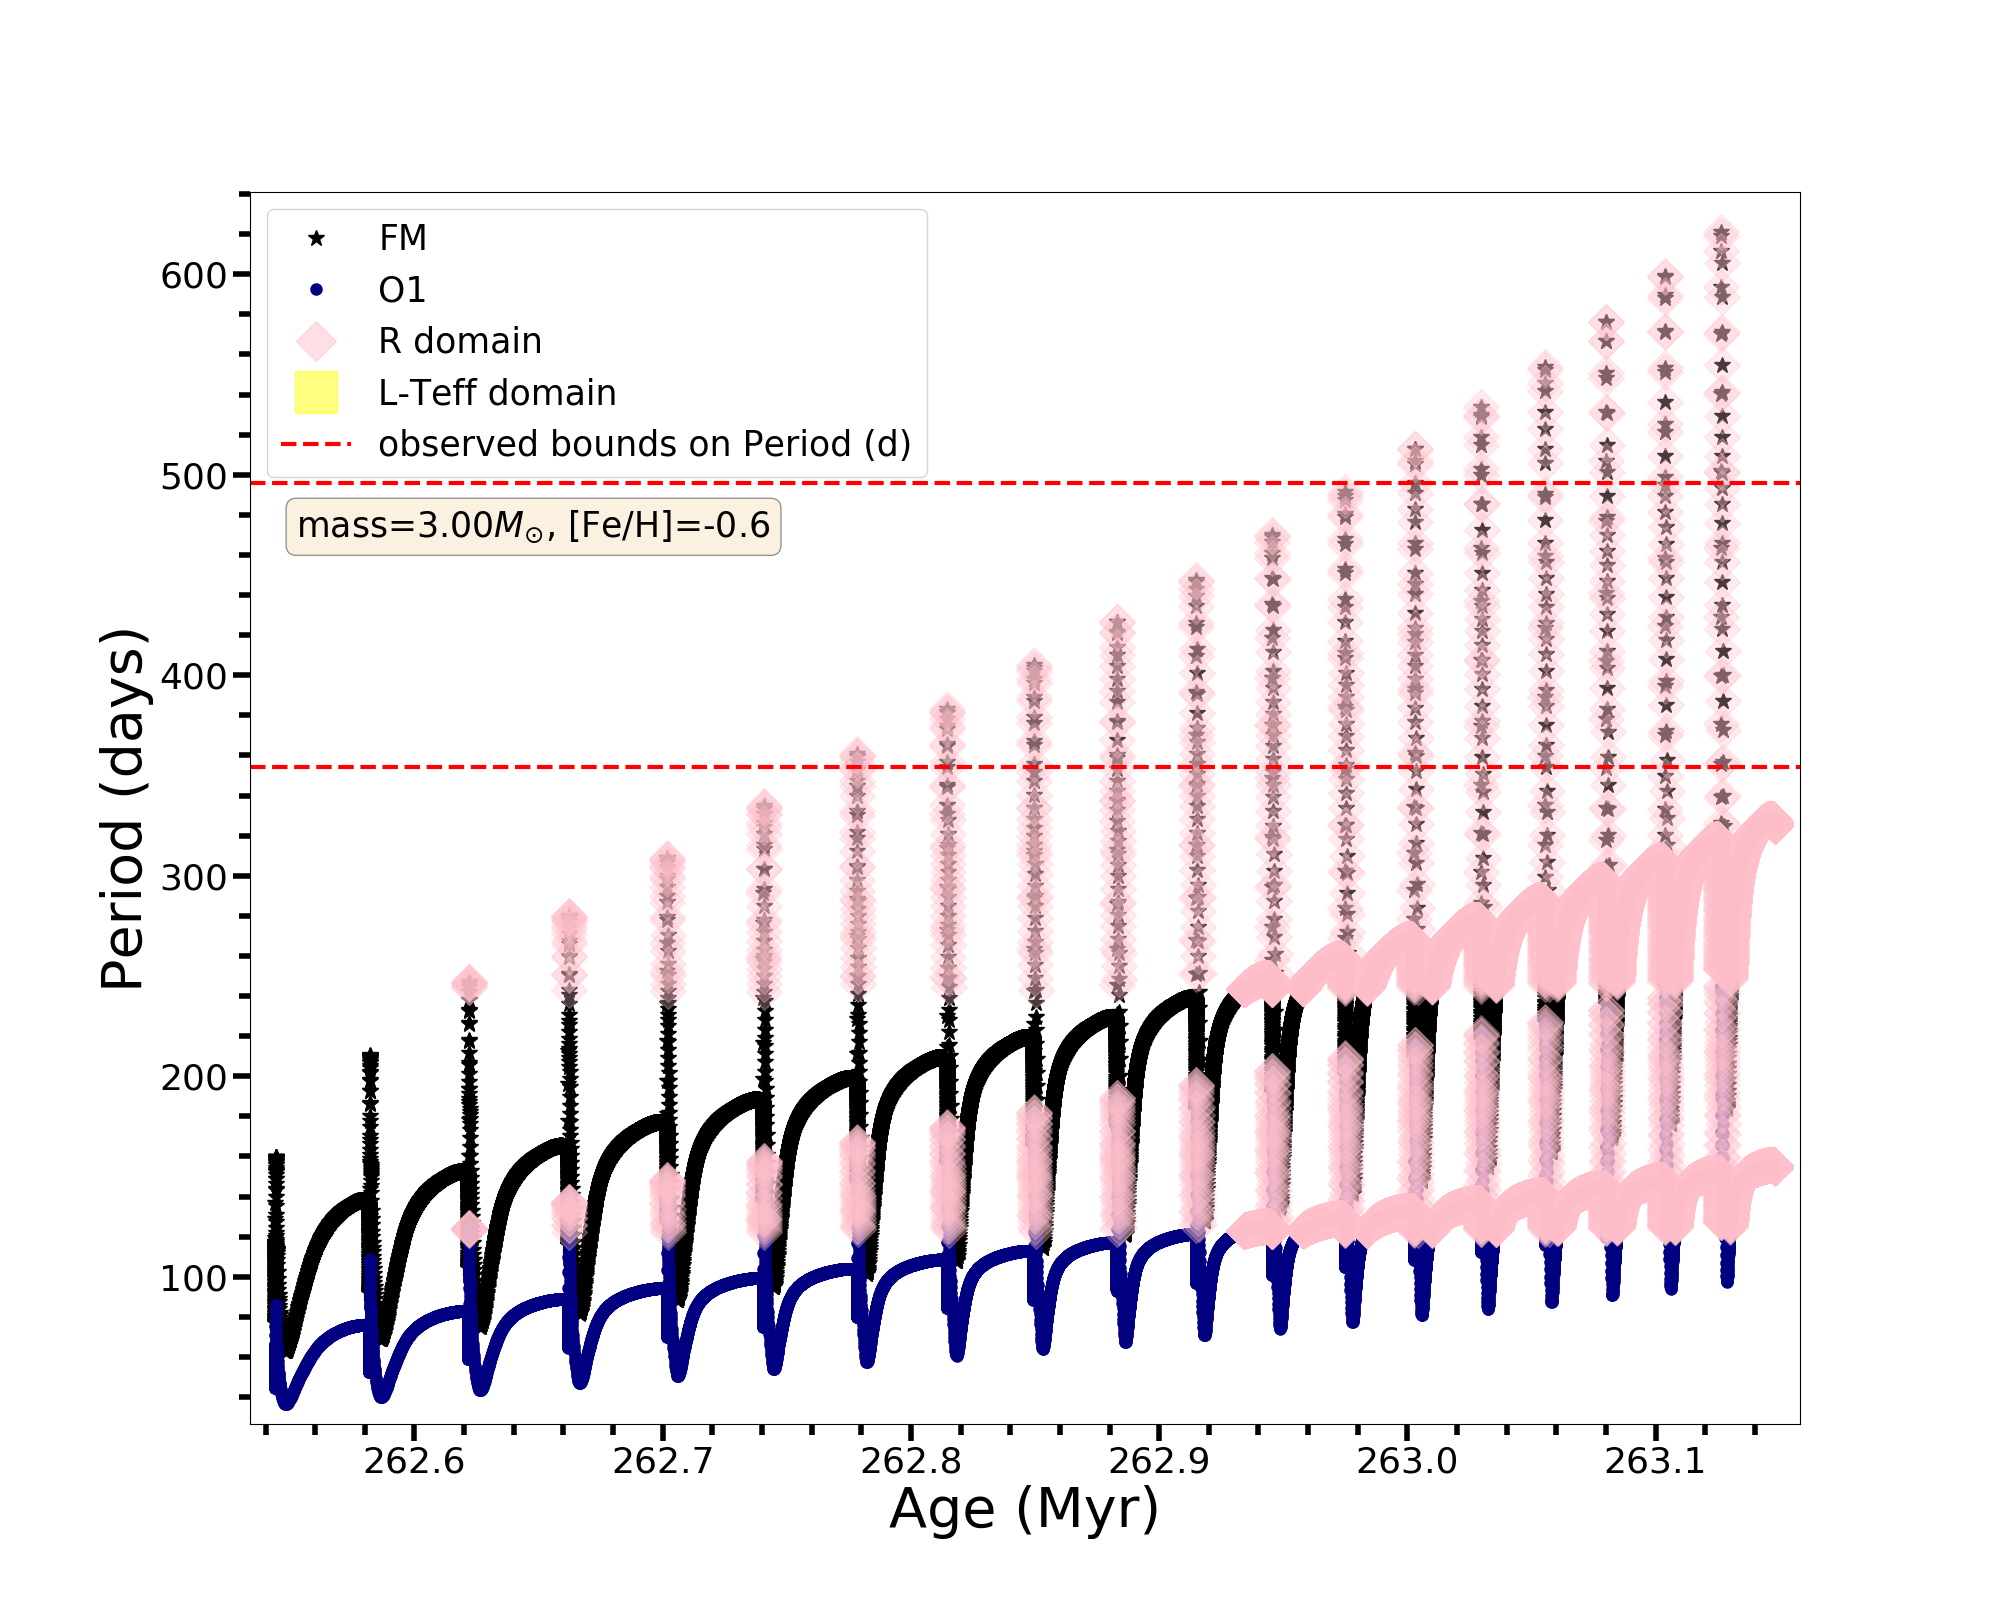 FM
O1
R domain
L-Teff domain
observed bounds on Period (d)
mass=3.00M⊙, [Fe/H]=-0.6
Period (days)
600
500
400
300
200
100
262.6 262.7 262.8 262.9 263.0 263.1
Age (Myr)